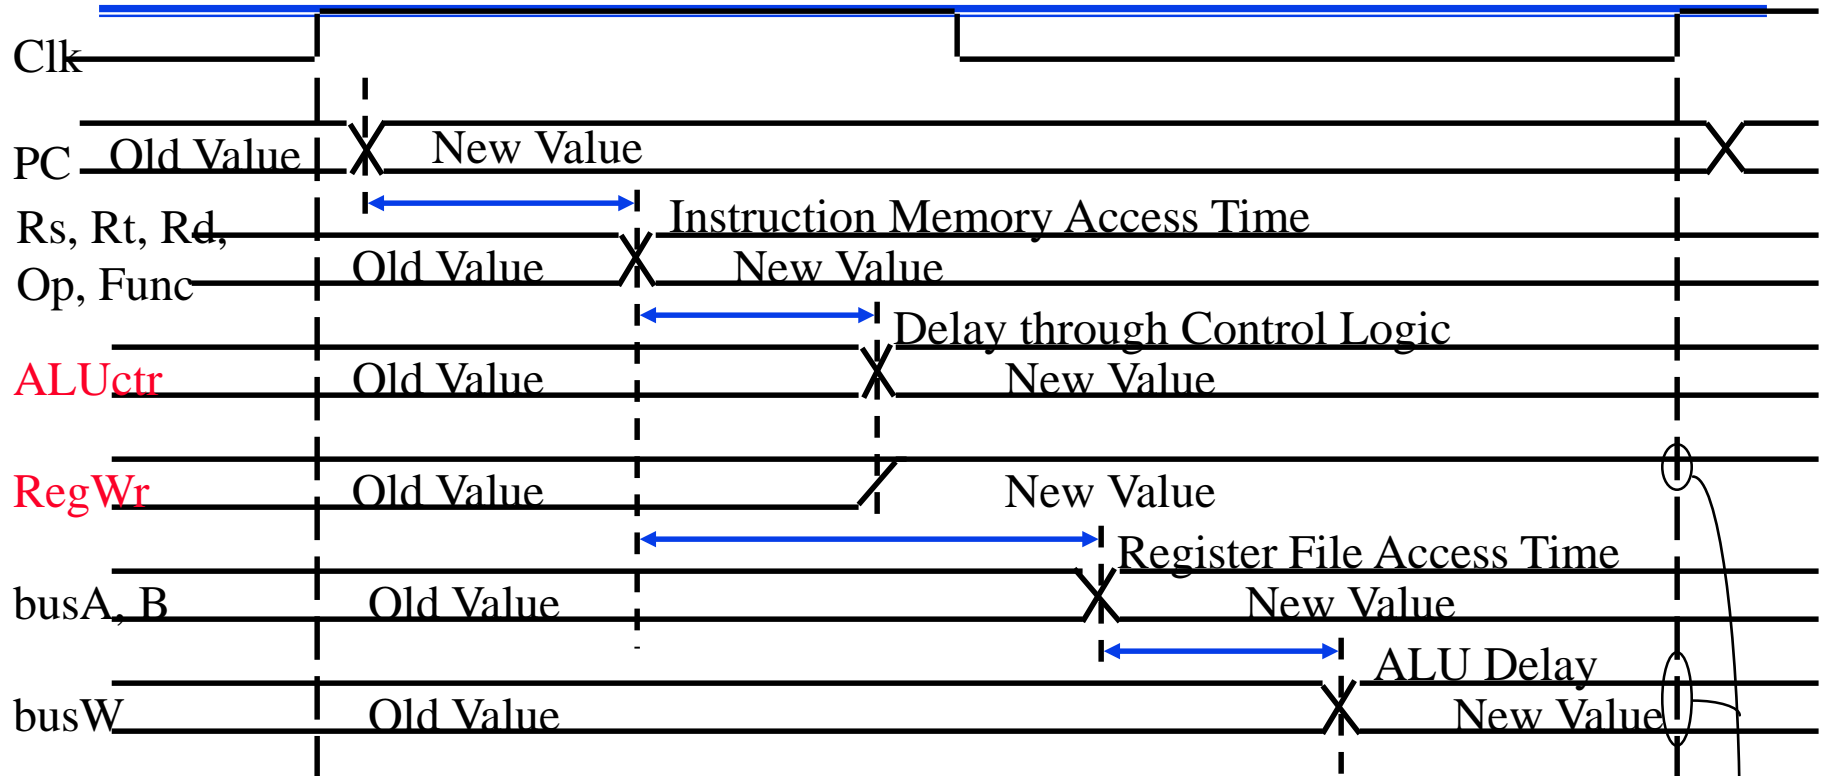 Clk
PC Old Value New Value
Rs, Rt, Rd, Instruction Memory Access Time
Op, Func Old Value New Value
Delay through Control Logic
ALUctr Old Value New Value
RegWr Old Value New Value
Register File Access Time
busA, B Old Value New Value
ALU Delay
busW Old Value New Value